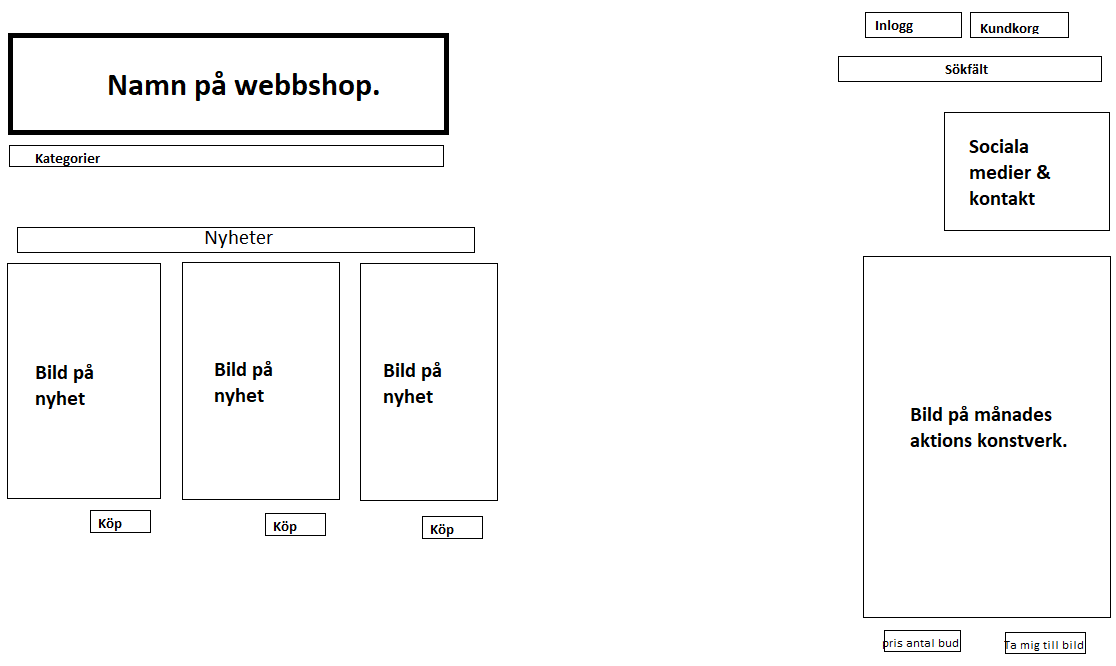 Inlogg
Kundkorg
Namn på webbshop.
Sökfält
Kategorier
Sociala
medier &
kontakt
Nyheter
Bild på
nyhet
Bild på
nyhet
Bild på
nyhet
Bild på månades
aktions konstverk.
Köp
Köp
Köp
pris antal bud
Ta mig till bild